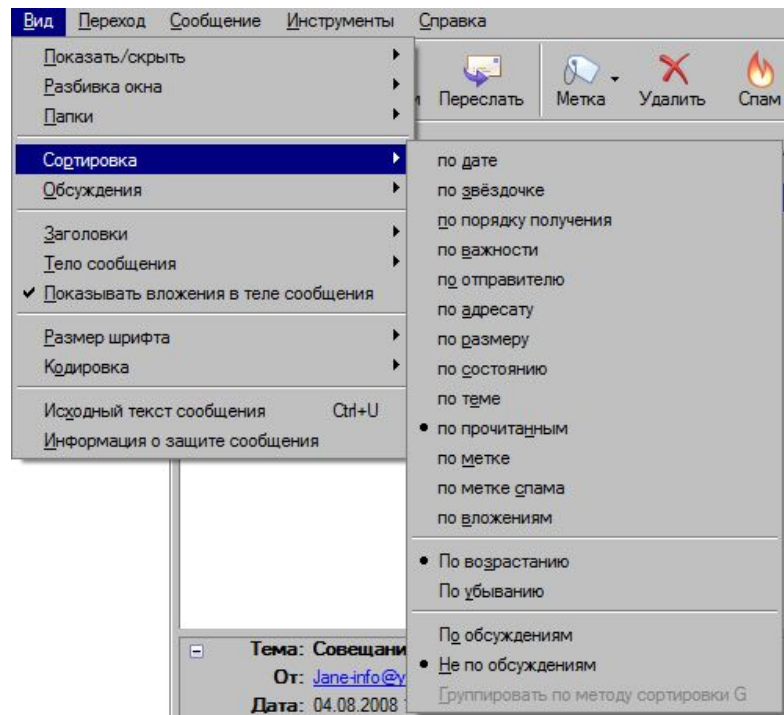 Вид Переход Сообщение Инструменты Справка
Показать/скрыть
Разбивка окна
Папки
Переслать Метка Удалить Спам
Сортировка
Обсуждения
Заголовки
Тело сообщения
Показывать вложения в теле сообщения
Размер шрифта
Кодировка
Исходный текст сообщения Ctrl+U
Информация о защите сообщения
по дате
по звёздочке
по порядку получения
по важности
по отправителю
по адресату
по размеру
по состоянию
по теме
по прочитанным
по метке
по метке спама
по вложениям
По возрастанию
По убыванию
По обсуждениям
Не по обсуждениям
Группировать по методу сортировки G
Тема: Совещани
От: Jane-info@y
Дата: 04.08.2008